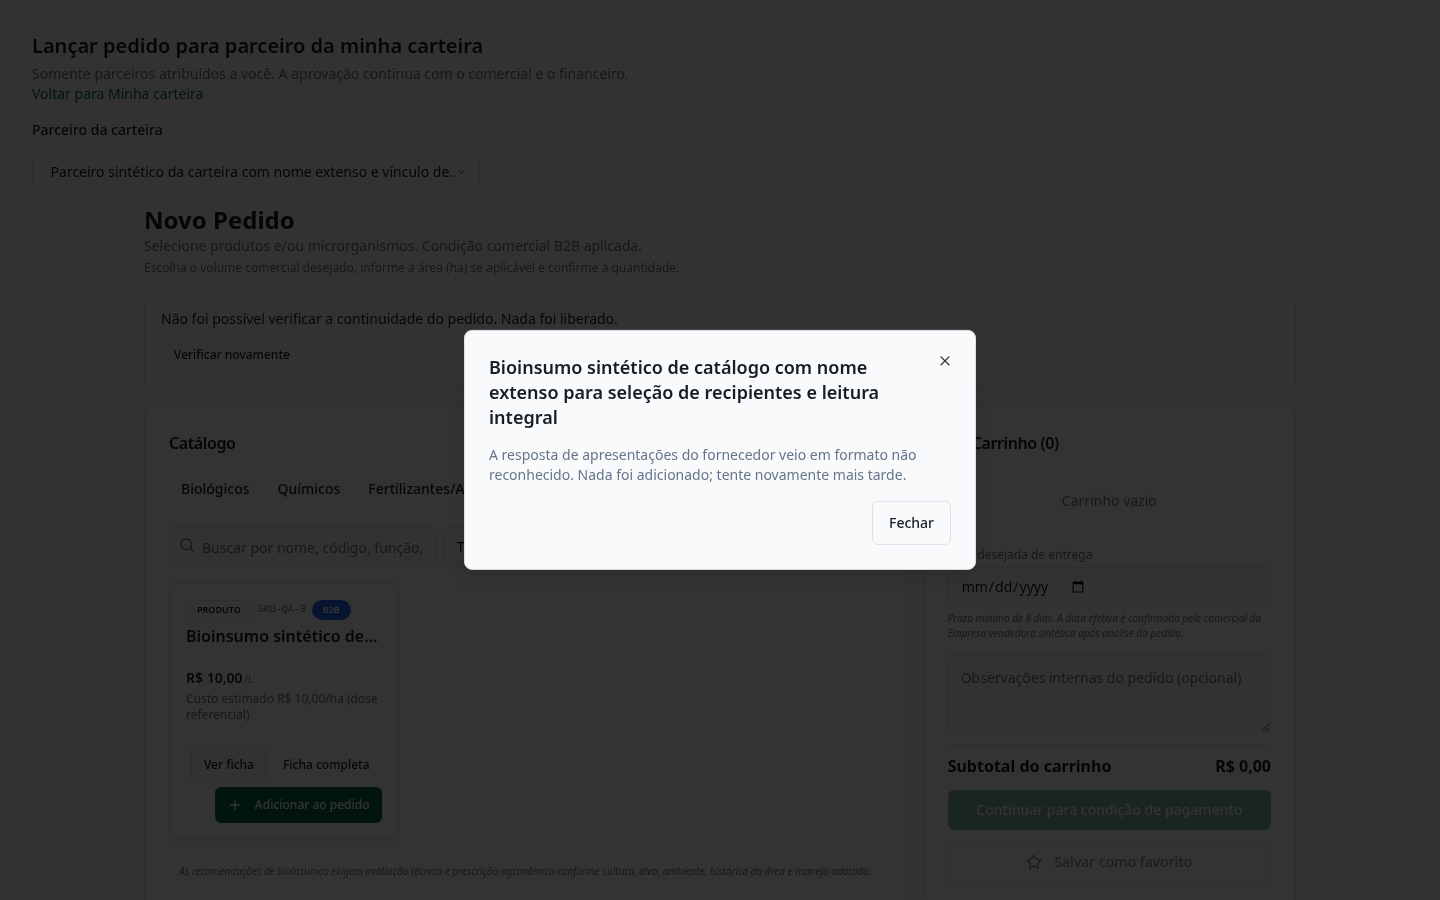 Lançar pedido para parceiro da minha carteira
Somente parceiros atribuídos a você. A aprovação continua com o comercial e o financeiro.
Voltar para Minha carteira
Parceiro da carteira
Parceiro sintético da carteira com nome extenso e vínculo de..
Novo Pedido
Selecione produtos e/ou microrganismos. Condição comercial B2B aplicada.
Escolha o volume comercial desejado, informe a área (ha) se aplicável e confirme a quantidade.
Não foi possível verificar a continuidade do pedido. Nada foi liberado.
Verificar novamente
Bioinsumo sintético de catálogo com nome
extenso para seleção de recipientes e leitura
integral
A resposta de apresentações do fornecedor veio em formato não
reconhecido. Nada foi adicionado; tente novamente mais tarde.
Fechar
Catálogo
Biológicos Químicos Fertilizantes/A
Buscar por nome, código, função, T
PRODUTO SKU-QA-3 B2B
Bioinsumo sintético de...
R$ 10,00 /L
Custo estimado R$ 10,00/ha (dose
referencial)
Ver ficha Ficha completa
Adicionar ao pedido
As recomendações de bioinsumos exigem avaliação técnica e prescrição agronômica conforme cultura, alvo, ambiente, histórico da área e manejo adotado.
Carrinho (0)
Carrinho vazio
desejada de entrega
mm/dd/yyyy
Prazo mínimo de 8 dias. A data efetiva é confirmada pelo comercial da
Empresa vendedora sintética após análise do pedido.
Observações internas do pedido (opcional)
Subtotal do carrinho R$ 0,00
Continuar para condição de pagamento
Salvar como favorito